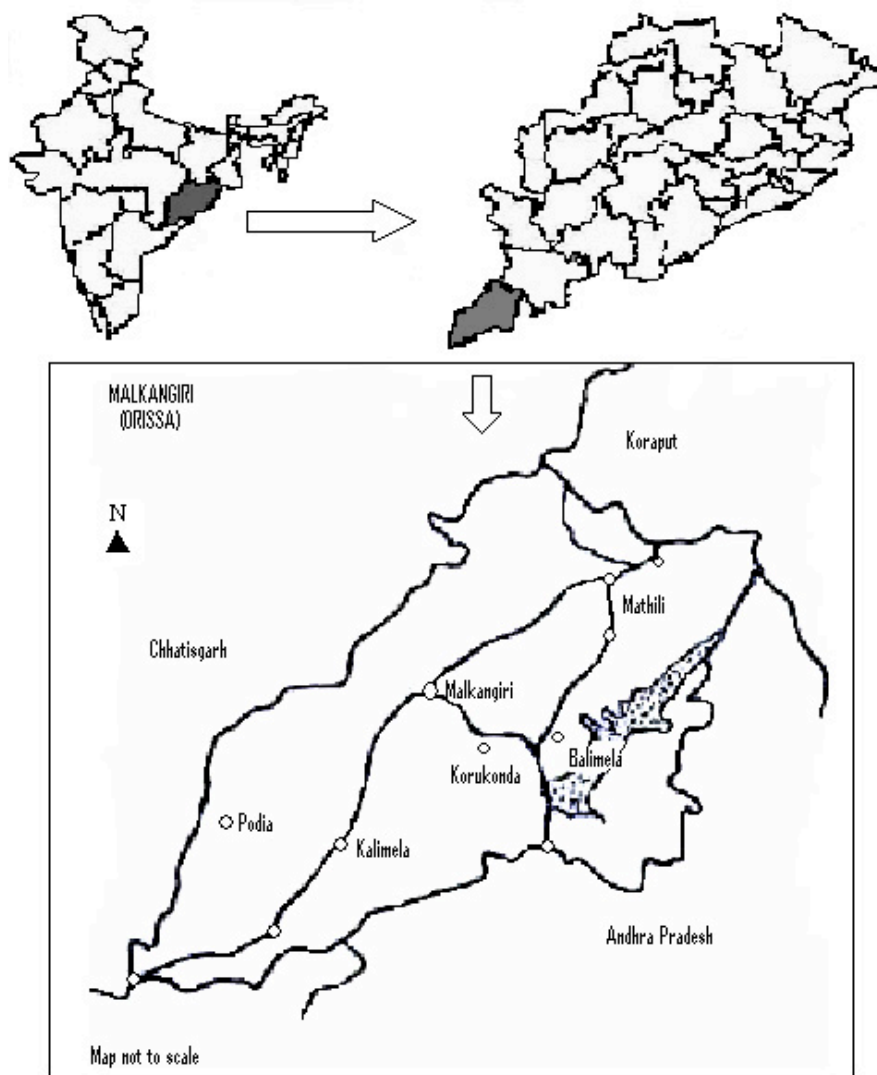 MALKANGIRI
(ORISSA)
Koraput
N
Mathili
Chhatisgarh
Malkangiri
Korukonda
Balimela
Podia
Kalimela
Andhra Pradesh
Map not to scale